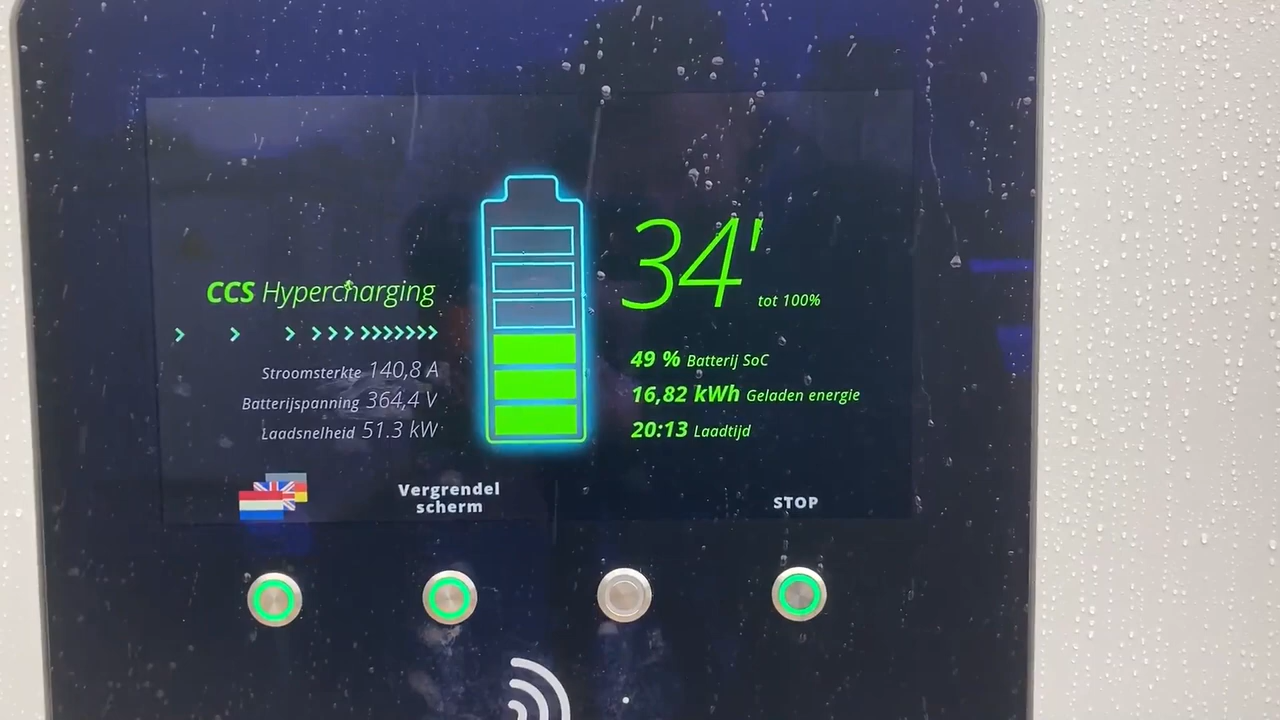 CCS Hypercharging
Stroomsterkte 140,8 A
Batterijspanning 364,4 V
Laadsnelheid 51.3 kW
34' tot 100%
49 % Batterij SoC
16,82 kWh Geladen energie
20:13 Laadtijd
Vergrendel
scherm
STOP